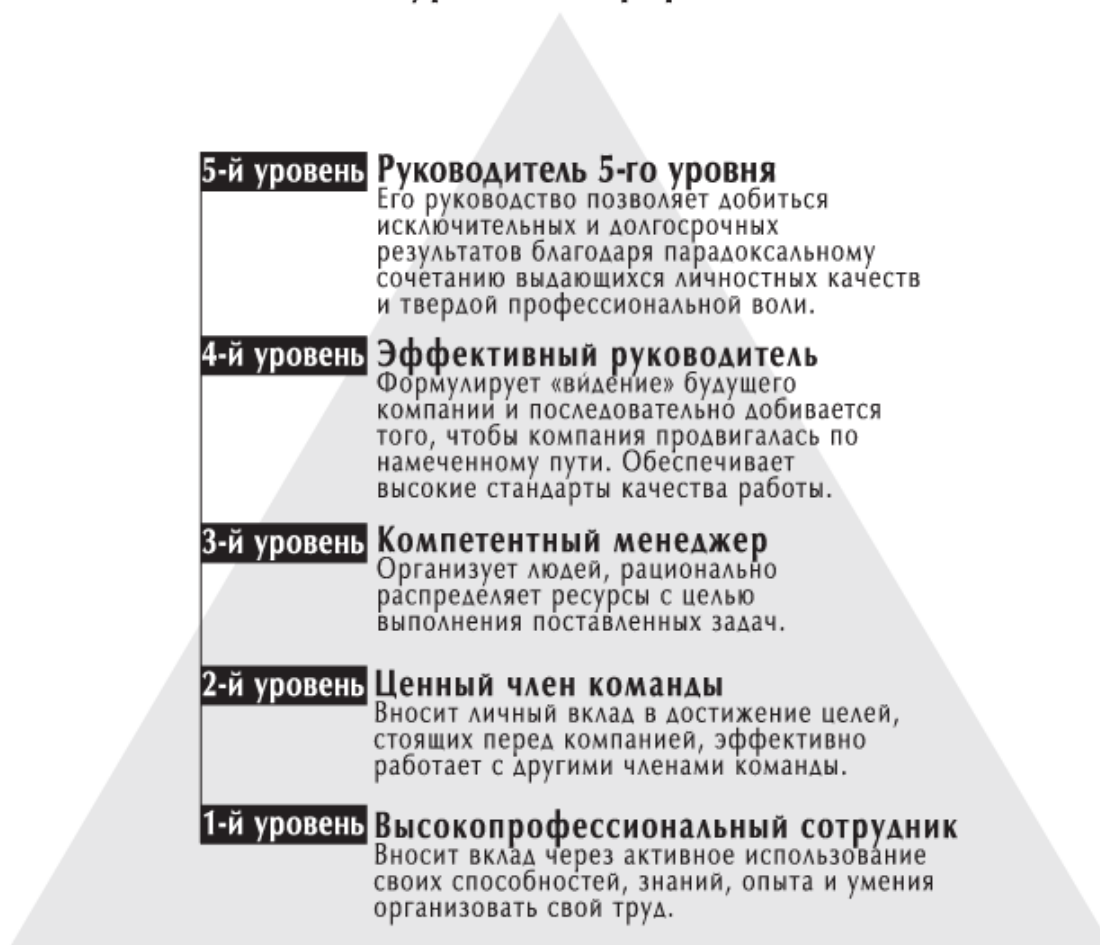 5-й уровень Руководитель 5-го уровня
Его руководство позволяет добиться
исключительных и долгосрочных
результатов благодаря парадоксальному
сочетанию выдающихся личностных качеств
и твердой профессиональной воли.
4-й уровень Эффективный руководитель
Формулирует «ви́дение» будущего
компании и последовательно добивается
того, чтобы компания продвигалась по
намеченному пути. Обеспечивает
высокие стандарты качества работы.
3-й уровень Компетентный менеджер
Организует людей, рационально
распределяет ресурсы с целью
выполнения поставленных задач.
2-й уровень Ценный член команды
Вносит личный вклад в достижение целей,
стоящих перед компанией, эффективно
работает с другими членами команды.
1-й уровень Высокопрофессиональный сотрудник
Вносит вклад через активное использование
своих способностей, знаний, опыта и умения
организовать свой труд.